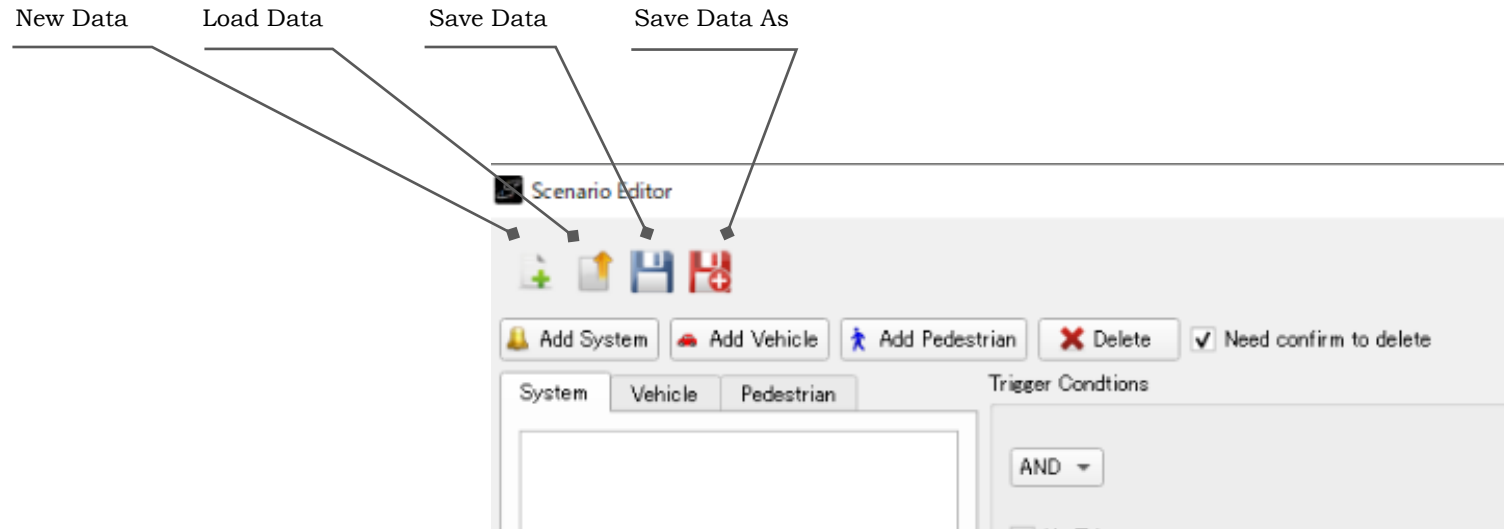 New Data Load Data Save Data Save Data As
Scenario Editor
Add System Add Vehicle Add Pedestrian Delete Need confirm to delete
System Vehicle Pedestrian Trigger Condtions
AND